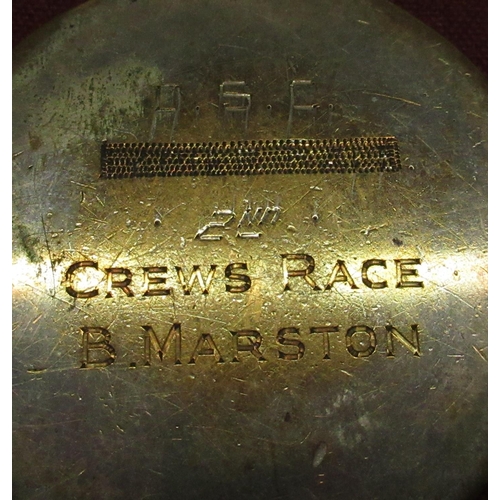 A.S.C.
2ND
CREWS RACE
B. MARSTON